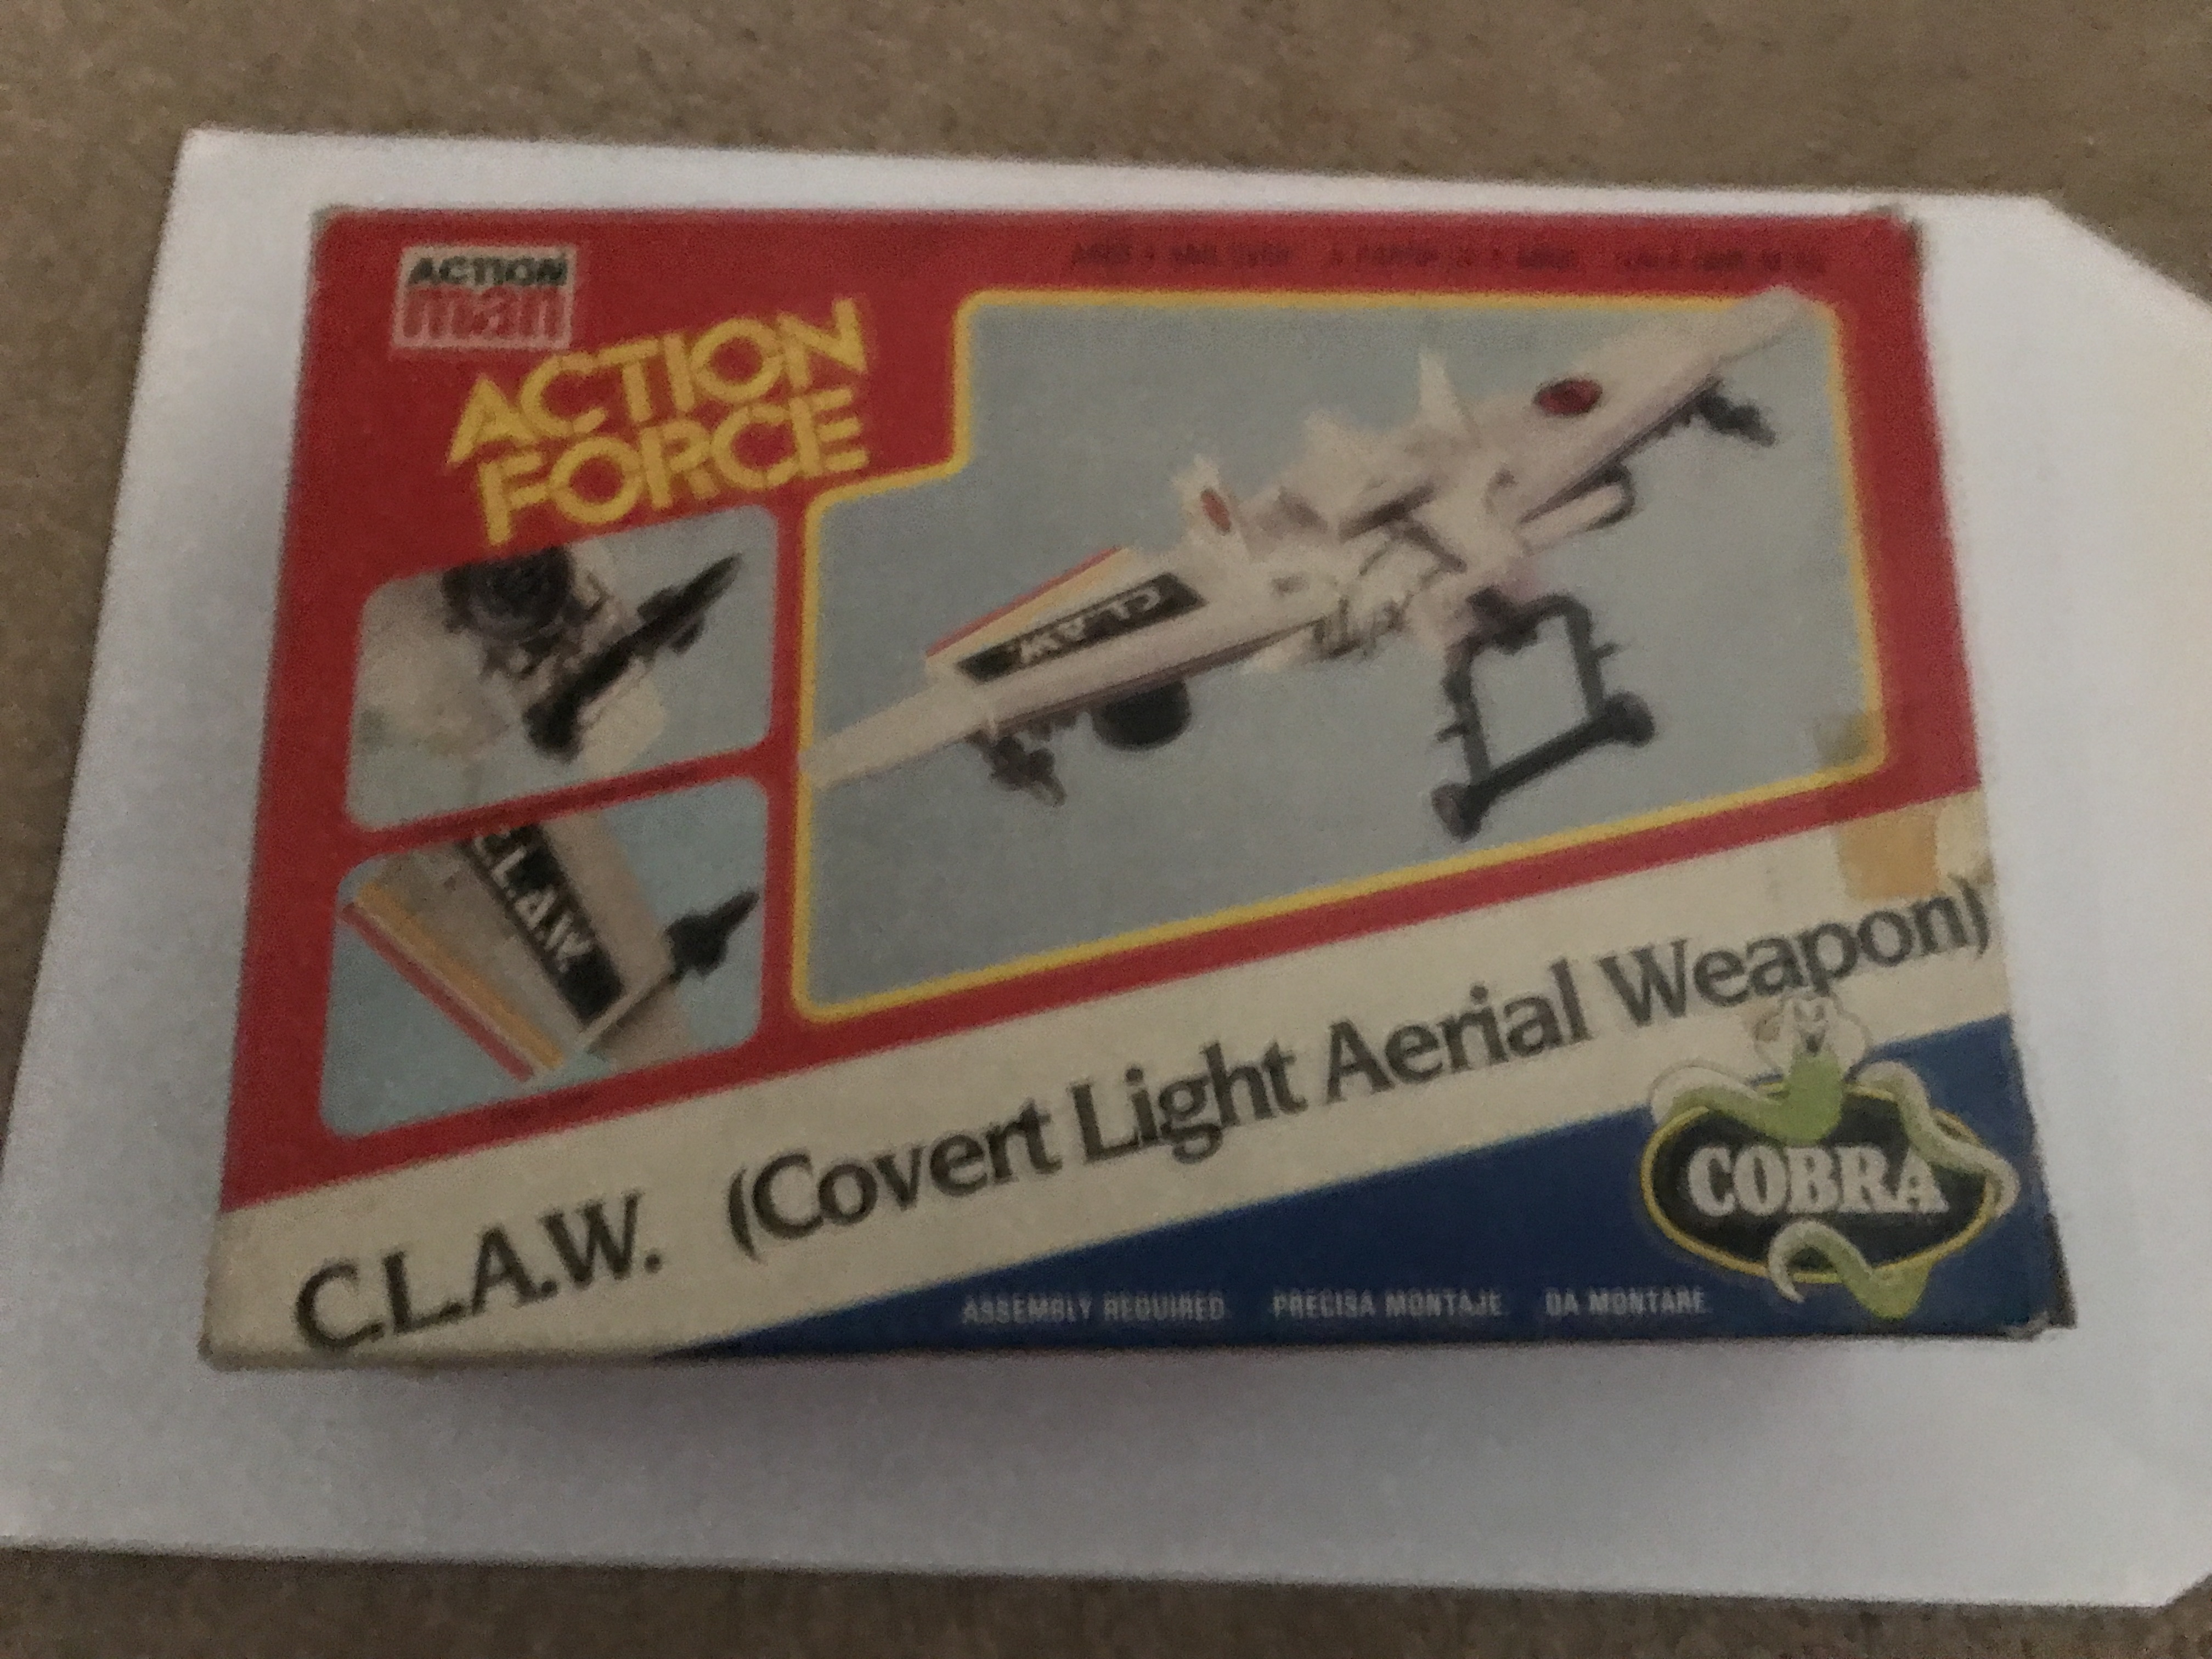 ACTION
man
ACTION
FORCE
C.L.A.W.
C.L.A.W.
C.L.A.W. (Covert Light Aerial Weapon)
COBRA
ASSEMBLY REQUIRED PRECISA MONTAJE DA MONTARE